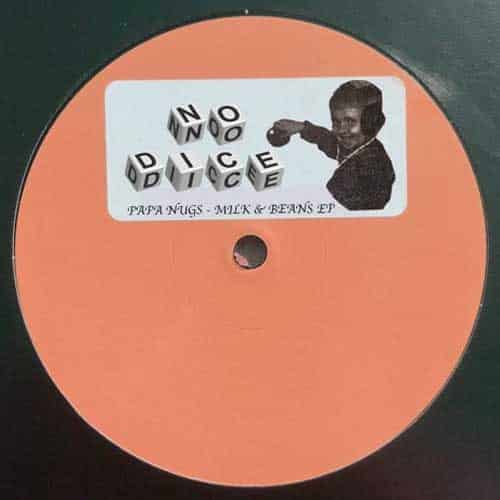 NO
DICE
PAPA NUGS - MILK & BEANS EP